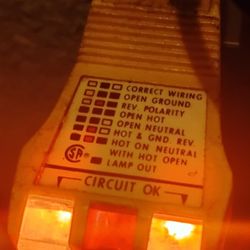 CORRECT WIRING
OPEN GROUND
REV. POLARITY
OPEN HOT
OPEN NEUTRAL
HOT & GND. REV.
HOT ON NEUTRAL
WITH HOT OPEN
LAMP OUT
CIRCUIT OK